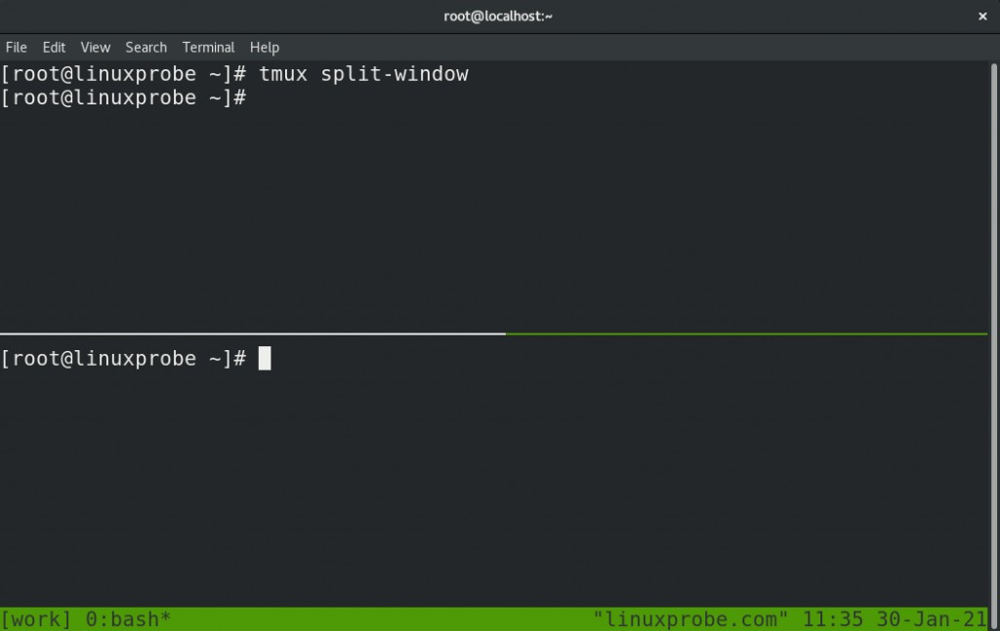 root@localhost:~
File Edit View Search Terminal Help
[root@linuxprobe ~]# tmux split-window
[root@linuxprobe ~]#
[root@linuxprobe ~]#
[work] 0:bash* "linuxprobe.com" 11:35 30-Jan-21